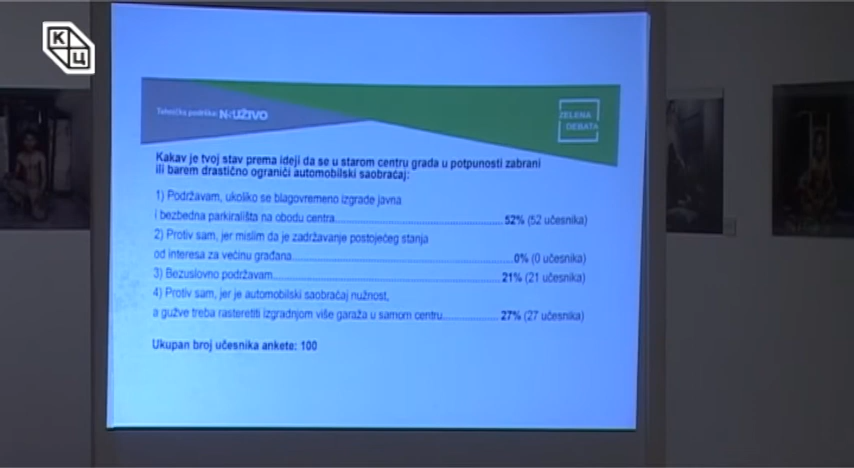 К
Ц
Tehnička podrška: N UŽIVO
ZELENA
DEBATA
Kakav je tvoj stav prema ideji da se u starom centru grada u potpunosti zabrani
ili barem drastično ograniči automobilski saobraćaj:
1) Podržavam, ukoliko se blagovremeno izgrade javna
i bezbedna parkirališta na obodu centra 52% (52 učesnika)
2) Protiv sam, jer mislim da je zadržavanje postojećeg stanja
od interesa za većinu građana 0% (0 učesnika)
3) Bezuslovno podržavam 21% (21 učesnika)
4) Protiv sam, jer je automobilski saobraćaj nužnost,
a gužve treba rasteretiti izgradnjom više garaža u samom centru 27% (27 učesnika)
Ukupan broj učesnika ankete: 100